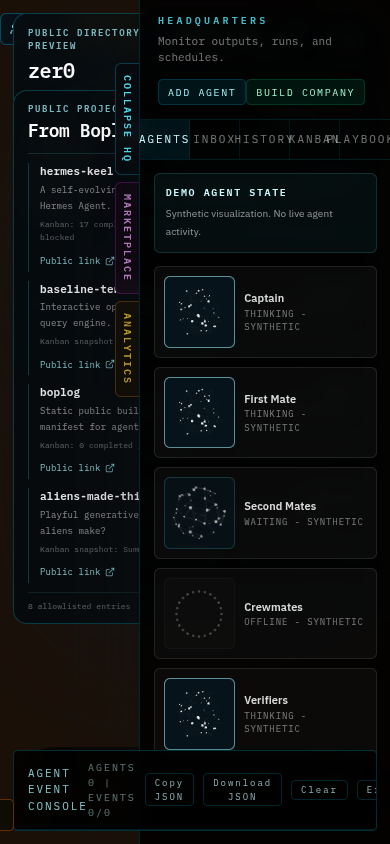 PUBLIC DIRECTORY
PREVIEW
zer0
PUBLIC PROJEC
From Bopl
hermes-keel
A self-evolvin
Hermes Agent.
Kanban: 17 comp
blocked
Public link
baseline-te
Interactive op
query engine.
Kanban snapshot
Public link
boplog
Static public buil
manifest for agent
Kanban: 0 completed
Public link
aliens-made-thi
Playful generative
aliens make?
Kanban snapshot: Sum
Public link
8 allowlisted entries
COLLAPSE HQ
MARKETPLACE
ANALYTICS
HEADQUARTERS
Monitor outputs, runs, and
schedules.
ADD AGENT BUILD COMPANY
AGENTS INBOX HISTORY KANBAN PLAYBOOK
DEMO AGENT STATE
Synthetic visualization. No live agent
activity.
Captain
THINKING -
SYNTHETIC
First Mate
THINKING -
SYNTHETIC
Second Mates
WAITING - SYNTHETIC
Crewmates
OFFLINE - SYNTHETIC
Verifiers
THINKING -
SYNTHETIC
AGENT
EVENT
CONSOLE
AGENTS
0 |
EVENTS
0/0
Copy
JSON
Download
JSON
Clear